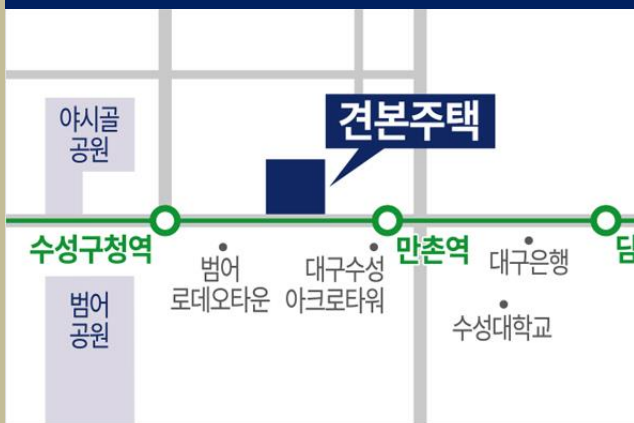 견본주택
야시골
공원
수성구청역
만촌역
담
범어
로데오타운
대구수성
아크로타워
대구은행
수성대학교
범어
공원